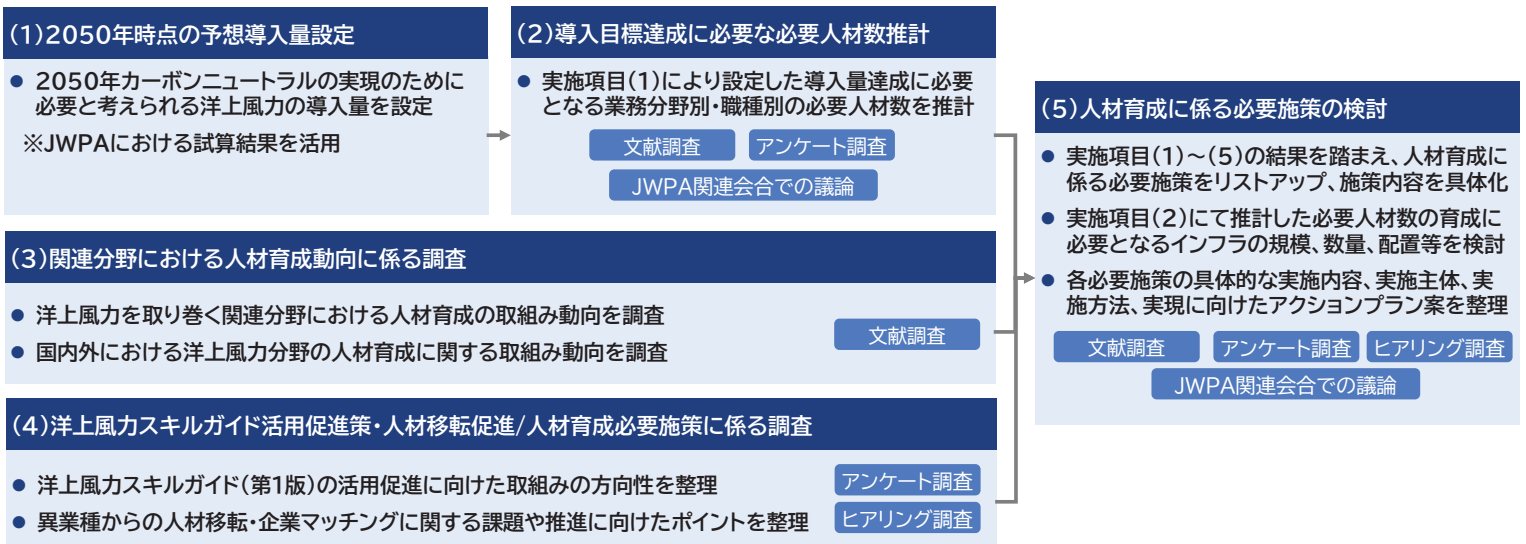 (1)2050年時点の予想導入量設定
● 2050年カーボンニュートラルの実現のために
必要と考えられる洋上風力の導入量を設定
※JWPAにおける試算結果を活用
(2)導入目標達成に必要な必要人材数推計
● 実施項目(1)により設定した導入量達成に必要
となる業務分野別・職種別の必要人材数を推計
文献調査
アンケート調査
JWPA関連会合での議論
(3)関連分野における人材育成動向に係る調査
● 洋上風力を取り巻く関連分野における人材育成の取組み動向を調査
● 国内外における洋上風力分野の人材育成に関する取組み動向を調査
文献調査
(4)洋上風力スキルガイド活用促進策・人材移転促進/人材育成必要施策に係る調査
● 洋上風力スキルガイド(第1版)の活用促進に向けた取組みの方向性を整理
● 異業種からの人材移転・企業マッチングに関する課題や推進に向けたポイントを整理
アンケート調査
ヒアリング調査
(5)人材育成に係る必要施策の検討
● 実施項目(1)~(5)の結果を踏まえ、人材育成に
係る必要施策をリストアップ、施策内容を具体化
● 実施項目(2)にて推計した必要人材数の育成に
必要となるインフラの規模、数量、配置等を検討
● 各必要施策の具体的な実施内容、実施主体、実
施方法、実現に向けたアクションプラン案を整理
文献調査
アンケート調査
ヒアリング調査
JWPA関連会合での議論